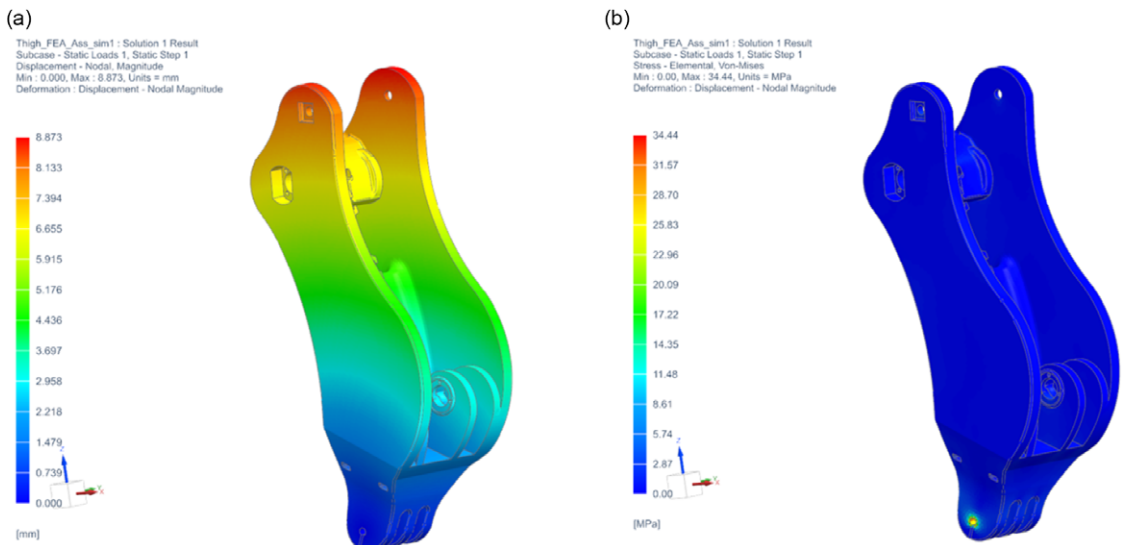 (a)
Thigh_FEA_Ass_sim1 : Solution 1 Result
Subcase - Static Loads 1, Static Step 1
Displacement - Nodal, Magnitude
Min : 0.000, Max : 8.873, Units = mm
Deformation : Displacement - Nodal Magnitude
8.873
8.133
7.394
6.655
5.915
5.176
4.436
3.697
2.958
2.218
1.479
0.739
0.000
[mm]
Z
Y
X
(b)
Thigh_FEA_Ass_sim1 : Solution 1 Result
Subcase - Static Loads 1, Static Step 1
Stress - Elemental, Von-Mises
Min : 0.00, Max : 34.44, Units = MPa
Deformation : Displacement - Nodal Magnitude
34.44
31.57
28.70
25.83
22.96
20.09
17.22
14.35
11.48
8.61
5.74
2.87
0.00
[MPa]
Z
Y
X